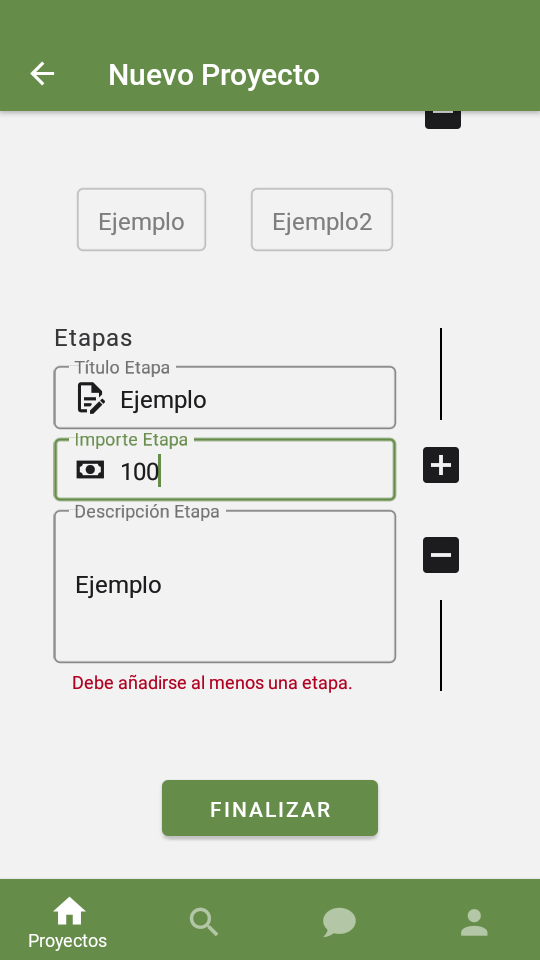 Nuevo Proyecto
Ejemplo
Ejemplo2
Etapas
Título Etapa
Ejemplo
Importe Etapa
100
Descripción Etapa
Ejemplo
Debe añadirse al menos una etapa.
FINALIZAR
Proyectos